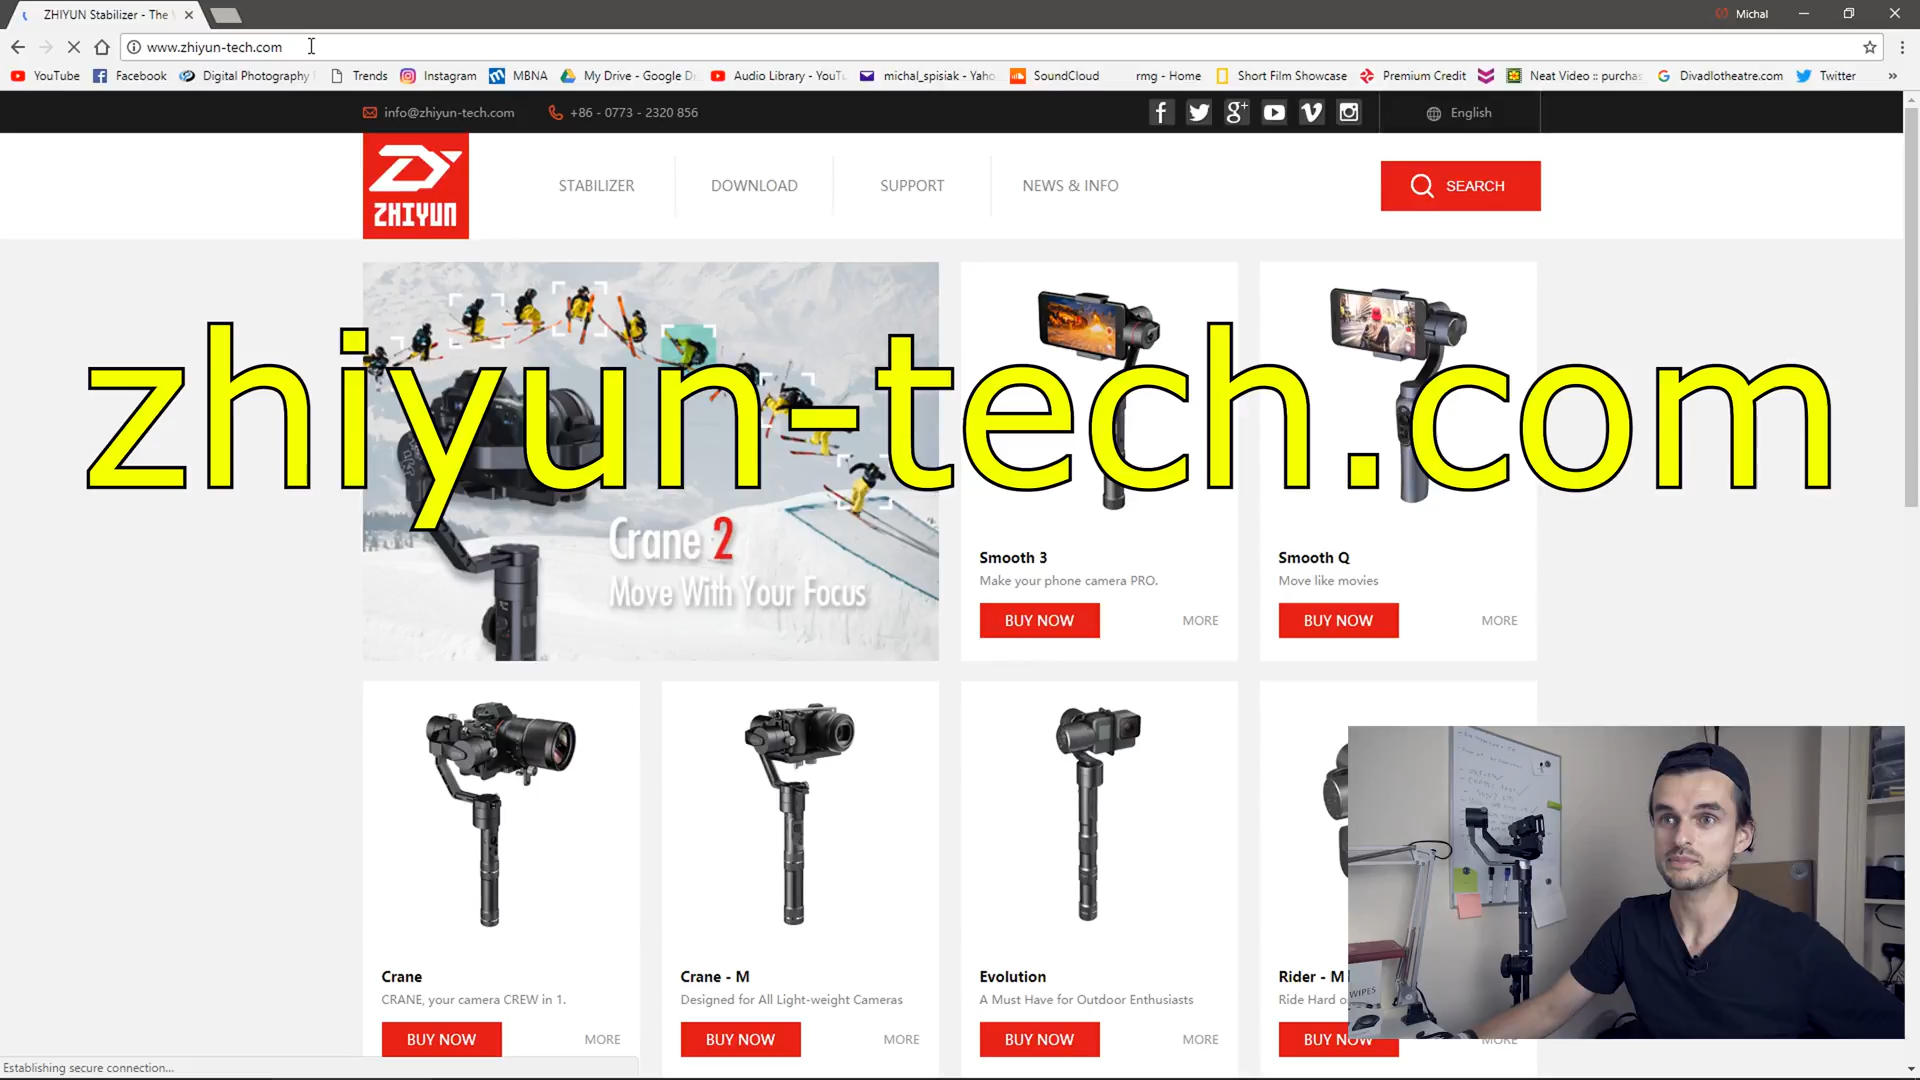 ZHIYUN Stabilizer - The
Michal
www.zhiyun-tech.com
YouTube Facebook Digital Photography Trends Instagram MBNA My Drive - Google D Audio Library - YouTu michal_spisiak - Yaho SoundCloud rmg - Home Short Film Showcase Premium Credit Neat Video :: purcha Divadlotheatre.com Twitter »
info@zhiyun-tech.com +86 - 0773 - 2320 856 English
ZHIYUN
STABILIZER DOWNLOAD SUPPORT NEWS & INFO SEARCH
zhiyun-tech.com
Crane 2
Move With Your Focus
Smooth 3
Make your phone camera PRO.
BUY NOW MORE
Smooth Q
Move like movies
BUY NOW MORE
Crane
CRANE, your camera CREW in 1.
BUY NOW MORE
Crane - M
Designed for All Light-weight Cameras
BUY NOW MORE
Evolution
A Must Have for Outdoor Enthusiasts
BUY NOW MORE
Rider - M
Ride Hard o
BUY NOW MORE
WIPES
Establishing secure connection...